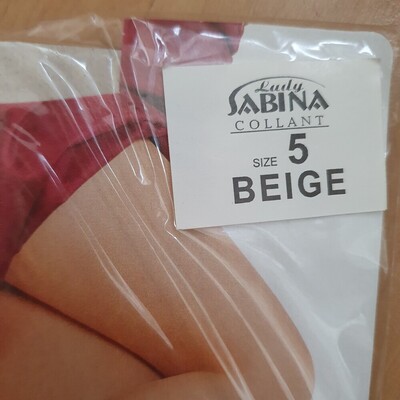 Lady
SABINA
COLLANT
SIZE 5
BEIGE